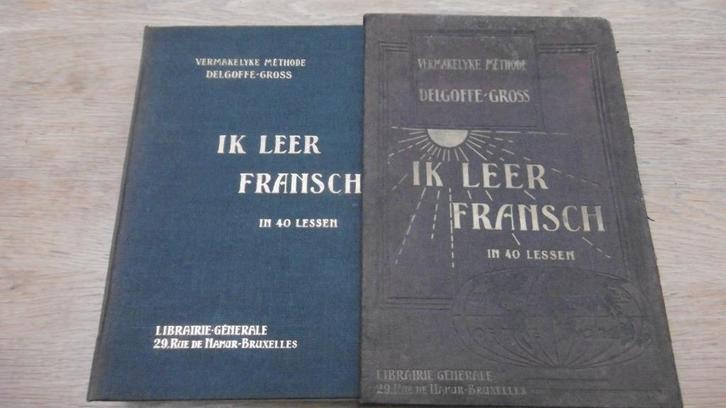 VERMAKELYKE MÉTHODE
DELGOFFE-GROSS
IK LEER
FRANSCH
IN 40 LESSEN
LIBRAIRIE-GÉNÉRALE
29.RUE DE NAMUR-BRUXELLES
VERMAKELYKE MÉTHODE
DELGOFFE-GROSS
IK LEER
FRANSCH
IN 40 LESSEN
LIBRAIRIE GÉNÉRALE
29.RUE DE NAMUR-BRUXELLES